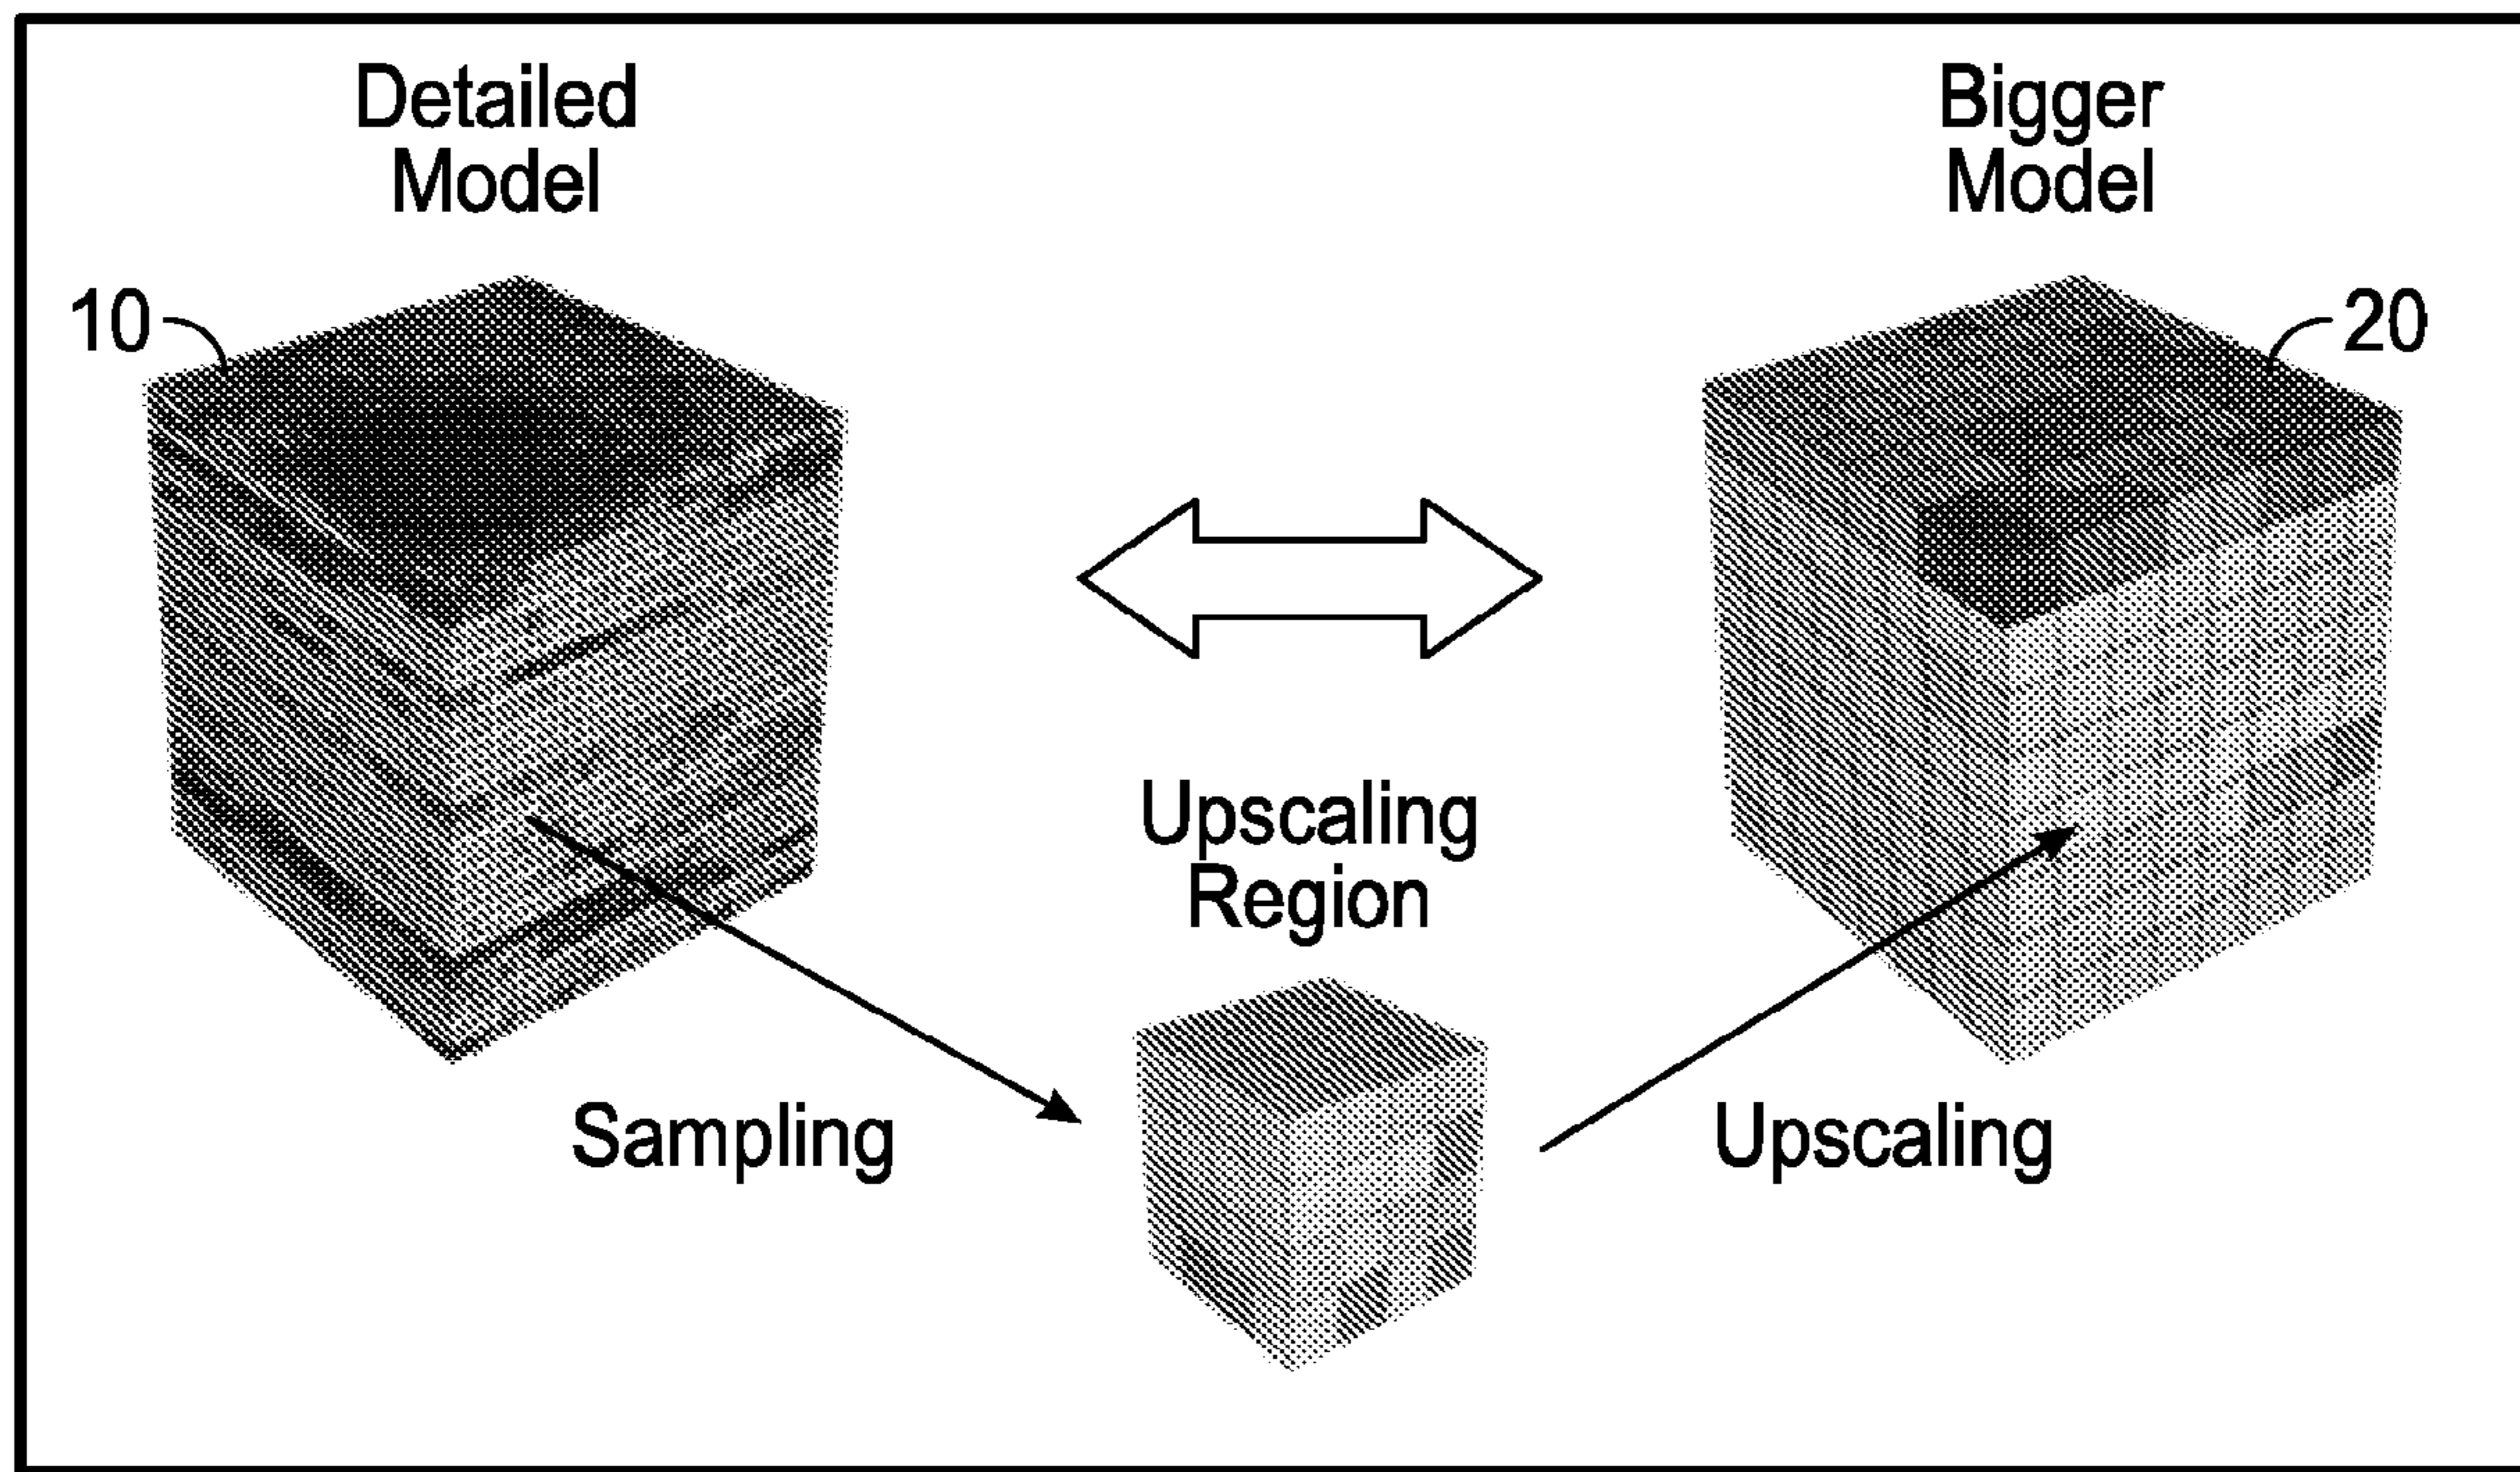 Detailed
Model
Bigger
Model
10
20
Upscaling
Region
Sampling
Upscaling